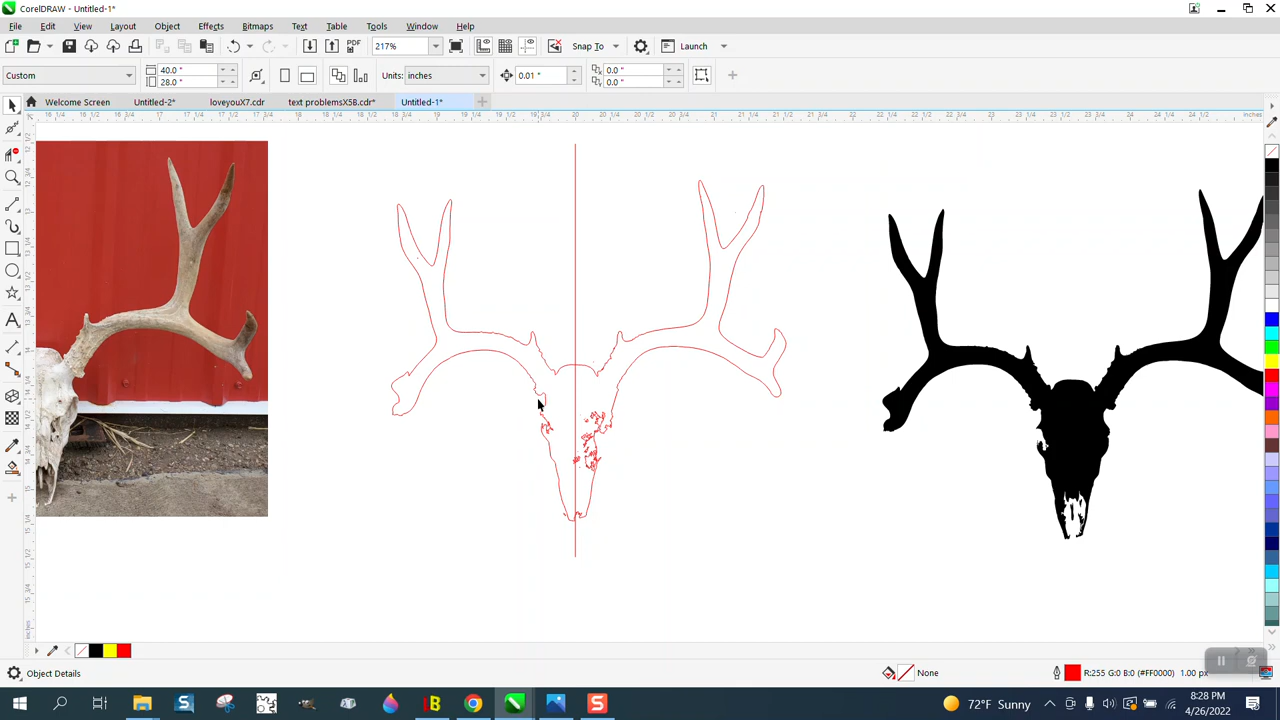 CorelDRAW - Untitled-1*
File Edit View Layout Object Effects Bitmaps Text Table Tools Window Help
PDF 217% Snap To Launch
Custom 40.0 " 28.0 " Units: inches 0.01 " 0.0 " 0.0 "
Welcome Screen Untitled-2* loveyouX7.cdr text problemsX5B.cdr* Untitled-1*
inches
Object Details None R:255 G:0 B:0 (#FF0000) 1.00 px
72°F Sunny 8:28 PM
4/26/2022